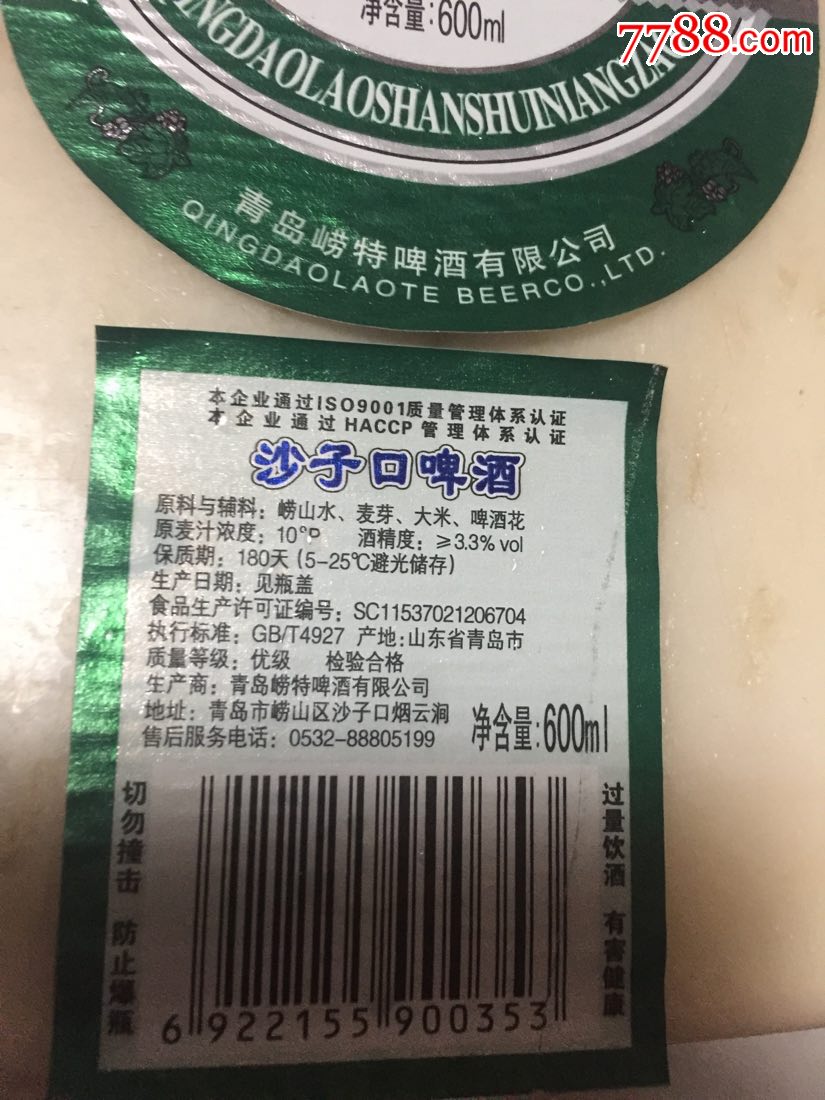 净含量:600ml
7788.com
INGDAOLAOSHANSHUINIANGZAO
青岛崂特啤酒有限公司
QINGDAOLAOTE BEERCO.,LTD.
本企业通过ISO9001质量管理体系认证
本企业通过HACCP管理体系认证
沙子口啤酒
原料与辅料：崂山水、麦芽、大米、啤酒花
原麦汁浓度：10°P 酒精度：≥3.3% vol
保质期：180天 (5-25℃避光储存)
生产日期：见瓶盖
食品生产许可证编号：SC11537021206704
执行标准：GB/T4927 产地:山东省青岛市
质量等级：优级 检验合格
生产商：青岛崂特啤酒有限公司
地址：青岛市崂山区沙子口烟云涧
售后服务电话：0532-88805199
净含量:600ml
切勿撞击 防止爆瓶
过量饮酒 有害健康
6 922155 900353